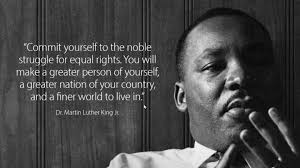 “Commit yourself to the noble
struggle for equal rights. You will
make a greater person of yourself,
a greater nation of your country,
and a finer world to live in.”
Dr. Martin Luther King Jr.